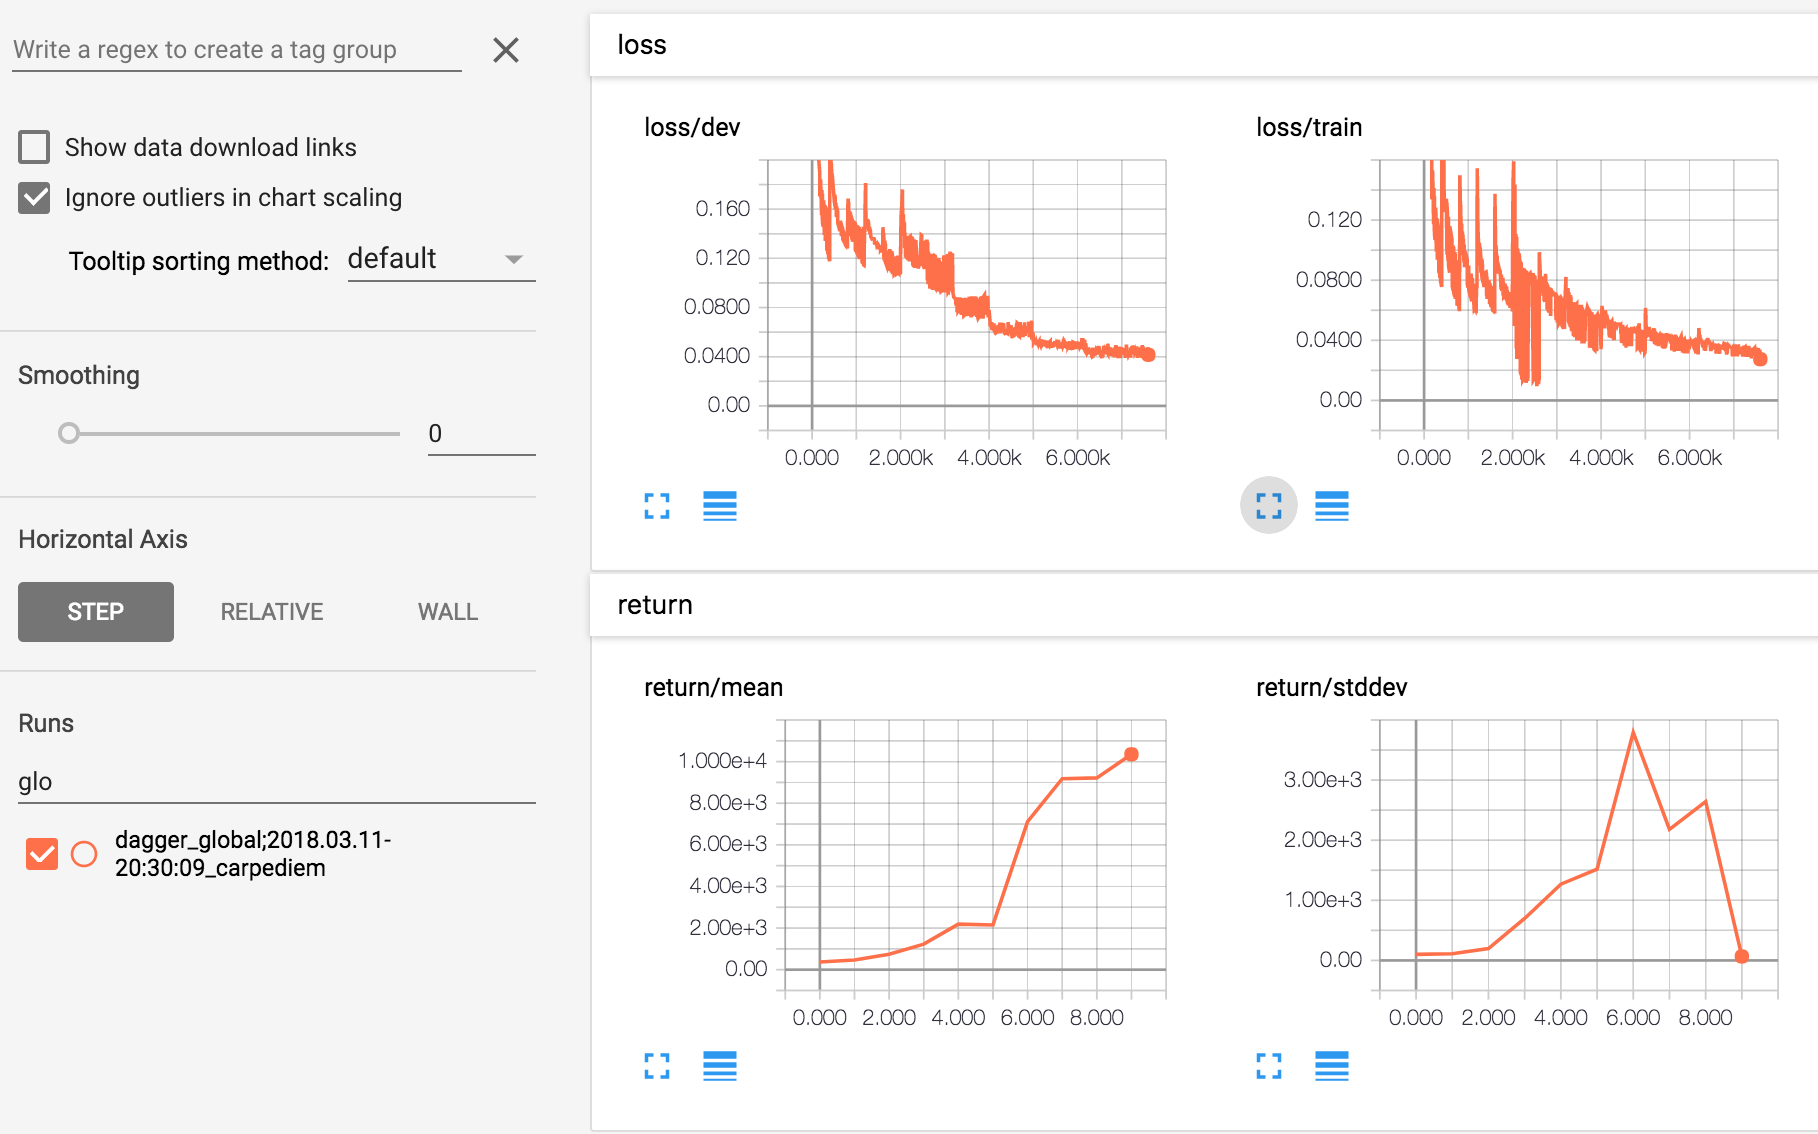 Write a regex to create a tag group
Show data download links
Ignore outliers in chart scaling
Tooltip sorting method: default
Smoothing
0
Horizontal Axis
STEP RELATIVE WALL
Runs
glo
dagger_global;2018.03.11-
20:30:09_carpediem
loss
loss/dev
0.160
0.120
0.0800
0.0400
0.00
0.000 2.000k 4.000k 6.000k
loss/train
0.120
0.0800
0.0400
0.00
0.000 2.000k 4.000k 6.000k
return
return/mean
1.000e+4
8.00e+3
6.00e+3
4.00e+3
2.00e+3
0.00
0.000 2.000 4.000 6.000 8.000
return/stddev
3.00e+3
2.00e+3
1.00e+3
0.00
0.000 2.000 4.000 6.000 8.000